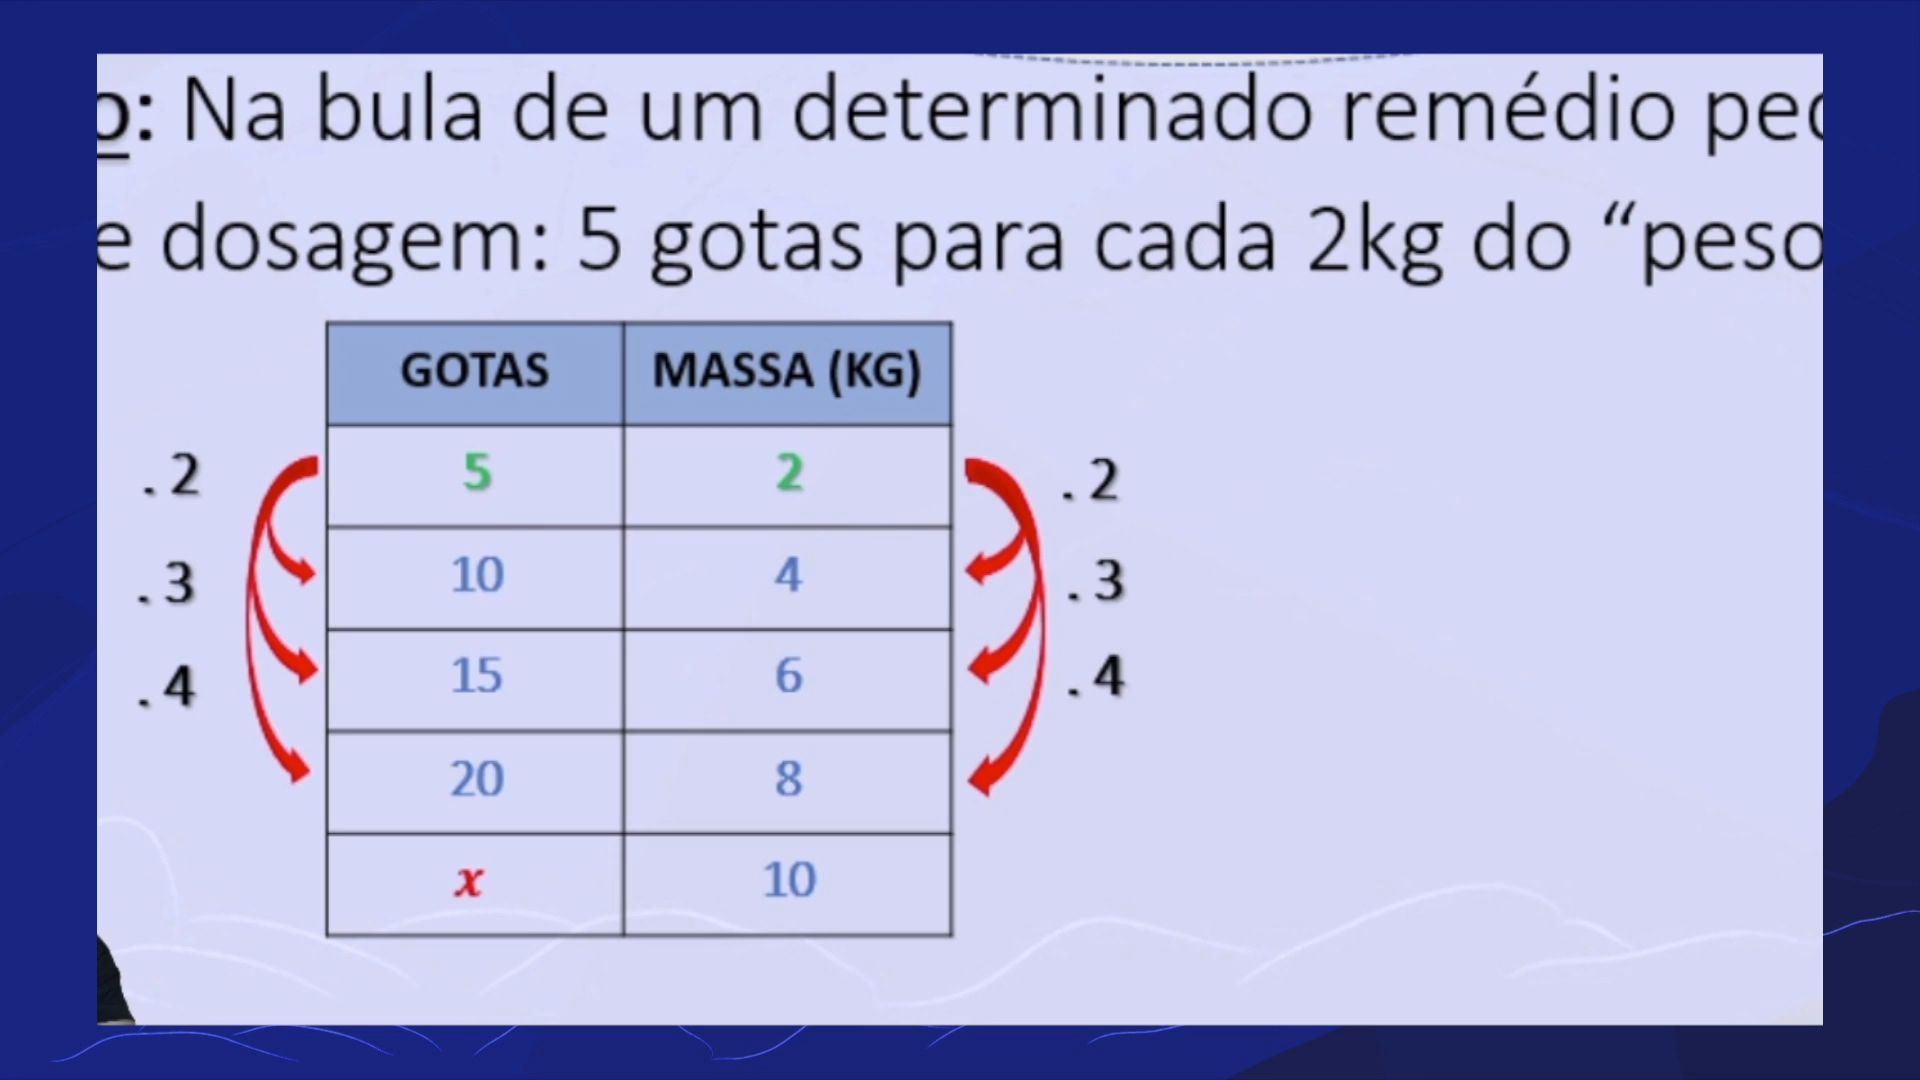 o: Na bula de um determinado remédio
e dosagem: 5 gotas para cada 2kg do “peso
GOTAS MASSA (KG)
. 2 5 2 . 2
. 3 10 4 . 3
15 6
. 4 20 8 . 4
x 10